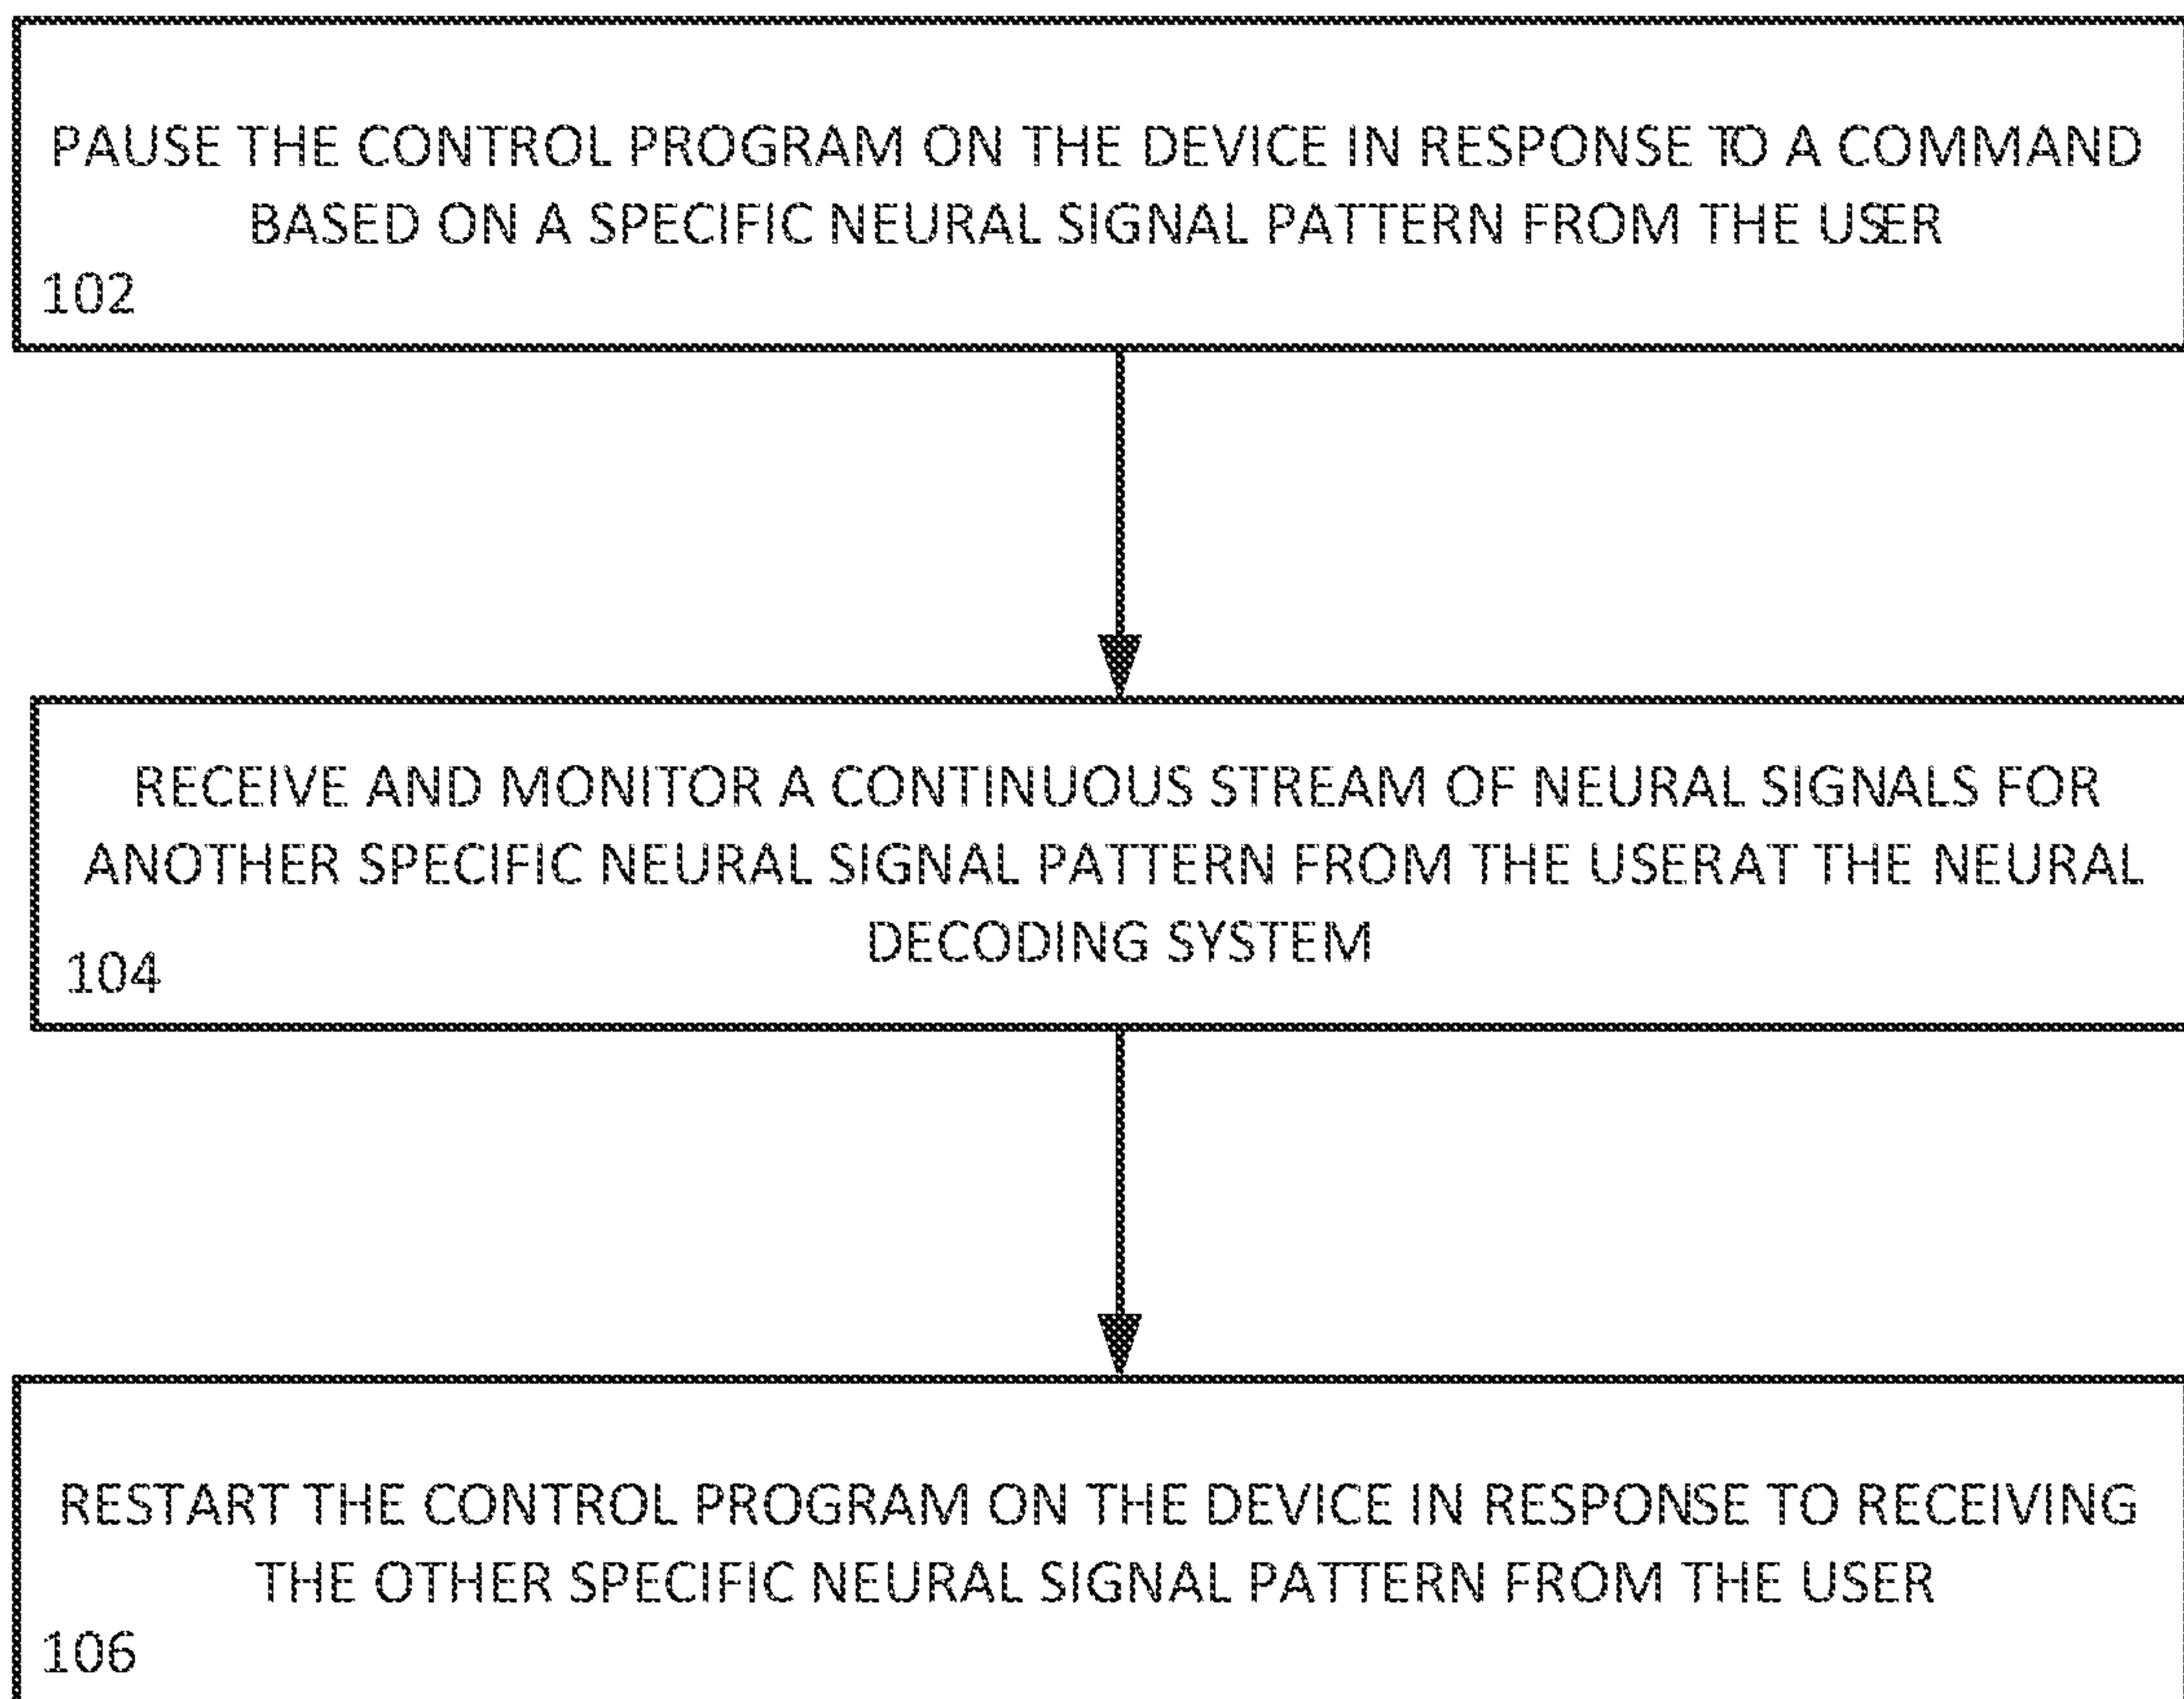 PAUSE THE CONTROL PROGRAM ON THE DEVICE IN RESPONSE TO A COMMAND
BASED ON A SPECIFIC NEURAL SIGNAL PATTERN FROM THE USER
102
RECEIVE AND MONITOR A CONTINUOUS STREAM OF NEURAL SIGNALS FOR
ANOTHER SPECIFIC NEURAL SIGNAL PATTERN FROM THE USER AT THE NEURAL
DECODING SYSTEM
104
RESTART THE CONTROL PROGRAM ON THE DEVICE IN RESPONSE TO RECEIVING
THE OTHER SPECIFIC NEURAL SIGNAL PATTERN FROM THE USER
106